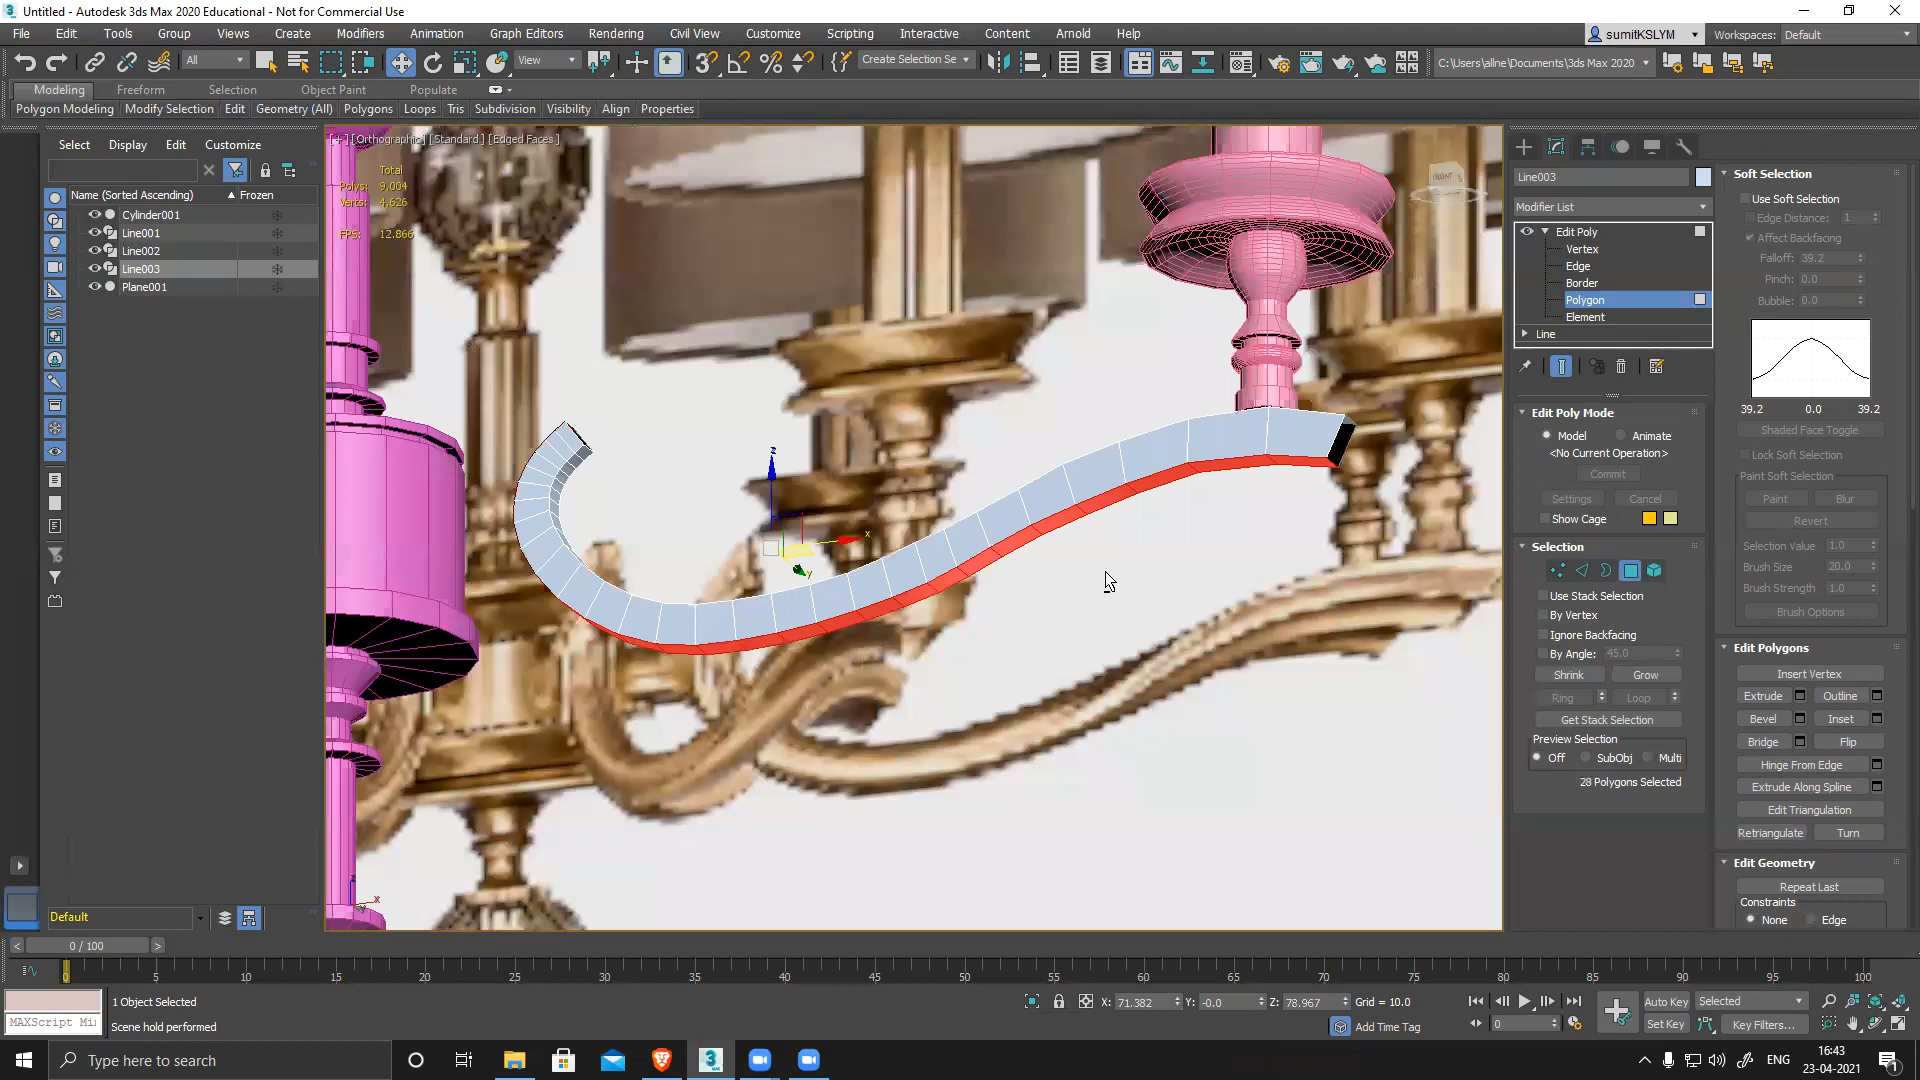 Untitled - Autodesk 3ds Max 2020 Educational - Not for Commercial Use
File Edit Tools Group Views Create Modifiers Animation Graph Editors Rendering Civil View Customize Scripting Interactive Content Arnold Help
sumitKSLYM Workspaces: Default
All View Create Selection Se C:\Users\allne\Documents\3ds Max 2020
Modeling Freeform Selection Object Paint Populate
Polygon Modeling Modify Selection Edit Geometry (All) Polygons Loops Tris Subdivision Visibility Align Properties
Select Display Edit Customize
Name (Sorted Ascending) Frozen
Cylinder001
Line001
Line002
Line003
Plane001
Default
[+] [Orthographic] [Standard] [Edged Faces]
Total
Polys: 9,004
Verts: 4,626
FPS: 12.866
FRONT
z
x
y
z
x
Line003
Modifier List
Edit Poly
Vertex
Edge
Border
Polygon
Element
Line
Edit Poly Mode
Model Animate
<No Current Operation>
Commit
Settings Cancel
Show Cage
Selection
Use Stack Selection
By Vertex
Ignore Backfacing
By Angle: 45.0
Shrink Grow
Ring Loop
Get Stack Selection
Preview Selection
Off SubObj Multi
28 Polygons Selected
Soft Selection
Use Soft Selection
Edge Distance: 1
Affect Backfacing
Falloff: 39.2
Pinch: 0.0
Bubble: 0.0
39.2 0.0 39.2
Shaded Face Toggle
Lock Soft Selection
Paint Soft Selection
Paint Blur
Revert
Selection Value 1.0
Brush Size 20.0
Brush Strength 1.0
Brush Options
Edit Polygons
Insert Vertex
Extrude Outline
Bevel Inset
Bridge Flip
Hinge From Edge
Extrude Along Spline
Edit Triangulation
Retriangulate Turn
Edit Geometry
Repeat Last
Constraints
None Edge
0 / 100
0 5 10 15 20 25 30 35 40 45 50 55 60 65 70 75 80 85 90 95 100
1 Object Selected
MAXScript Mi
Scene hold performed
X: 71.382 Y: -0.0 Z: 78.967 Grid = 10.0
Add Time Tag
0
Auto Key Selected
Set Key Key Filters...
Type here to search
ENG
16:43
23-04-2021
1